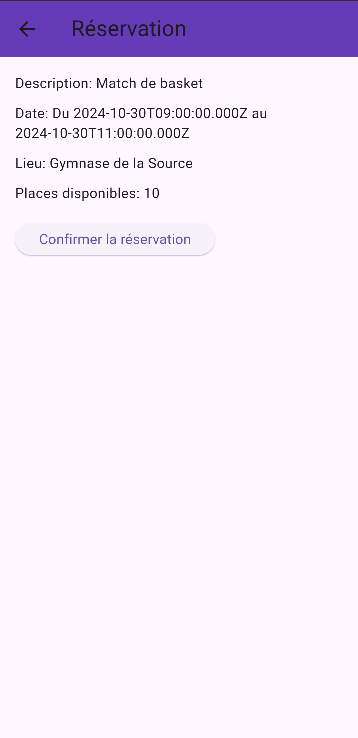 Réservation
Description: Match de basket
Date: Du 2024-10-30T09:00:00.000Z au
2024-10-30T11:00:00.000Z
Lieu: Gymnase de la Source
Places disponibles: 10
Confirmer la réservation